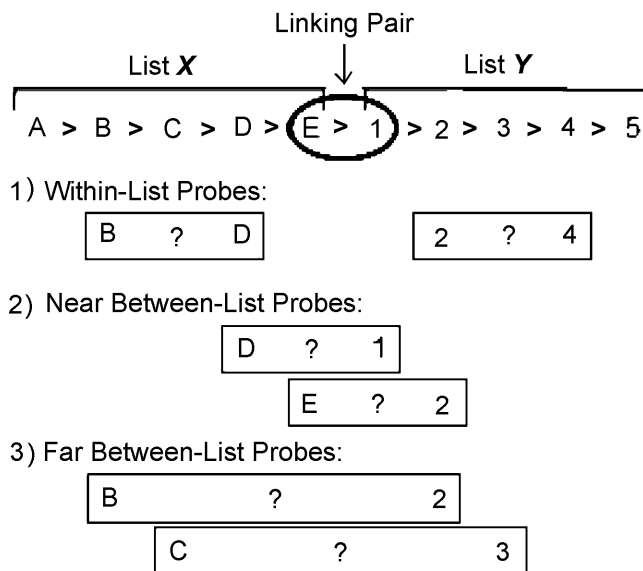 Linking Pair
List X List Y
A > B > C > D > E > 1 > 2 > 3 > 4 > 5
1) Within-List Probes:
B ? D 2 ? 4
2) Near Between-List Probes:
D ? 1
E ? 2
3) Far Between-List Probes:
B ? 2
C ? 3